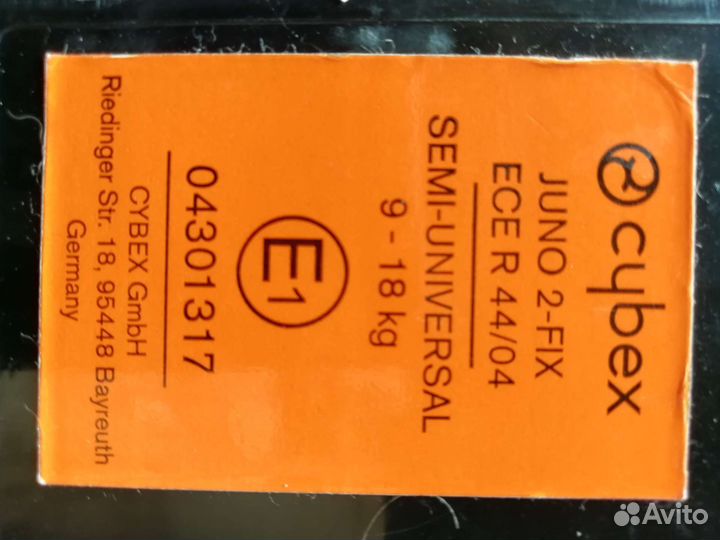 cybex
JUNO 2-FIX
ECE R 44/04
SEMI-UNIVERSAL
9 - 18 kg
E1
04301317
CYBEX GmbH
Riedinger Str. 18, 95448 Bayreuth
Germany
Avito